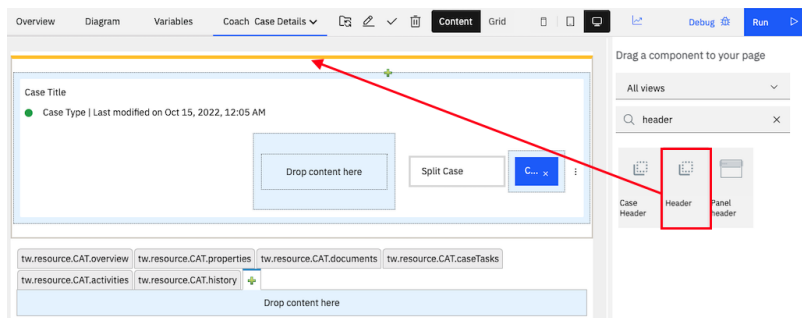 Overview Diagram Variables Coach Case Details Content Grid Debug Run
Drag a component to your page
All views
header
Case Title
Case Type | Last modified on Oct 15, 2022, 12:05 AM
Drop content here Split Case C... x
Case Header
Header
Panel header
tw.resource.CAT.overview tw.resource.CAT.properties tw.resource.CAT.documents tw.resource.CAT.caseTasks
tw.resource.CAT.activities tw.resource.CAT.history
Drop content here